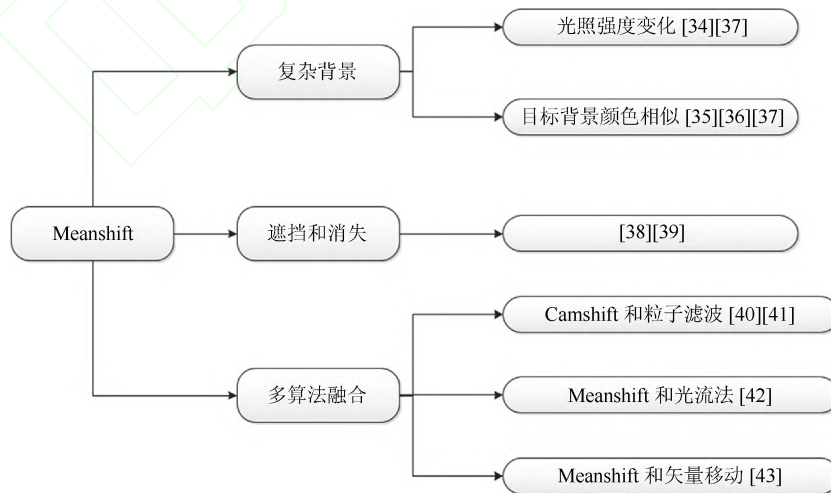 光照强度变化 [34][37]
复杂背景
目标背景颜色相似 [35][36][37]
Meanshift
遮挡和消失
[38][39]
Camshift 和粒子滤波 [40][41]
多算法融合
Meanshift 和光流法 [42]
Meanshift 和矢量移动 [43]